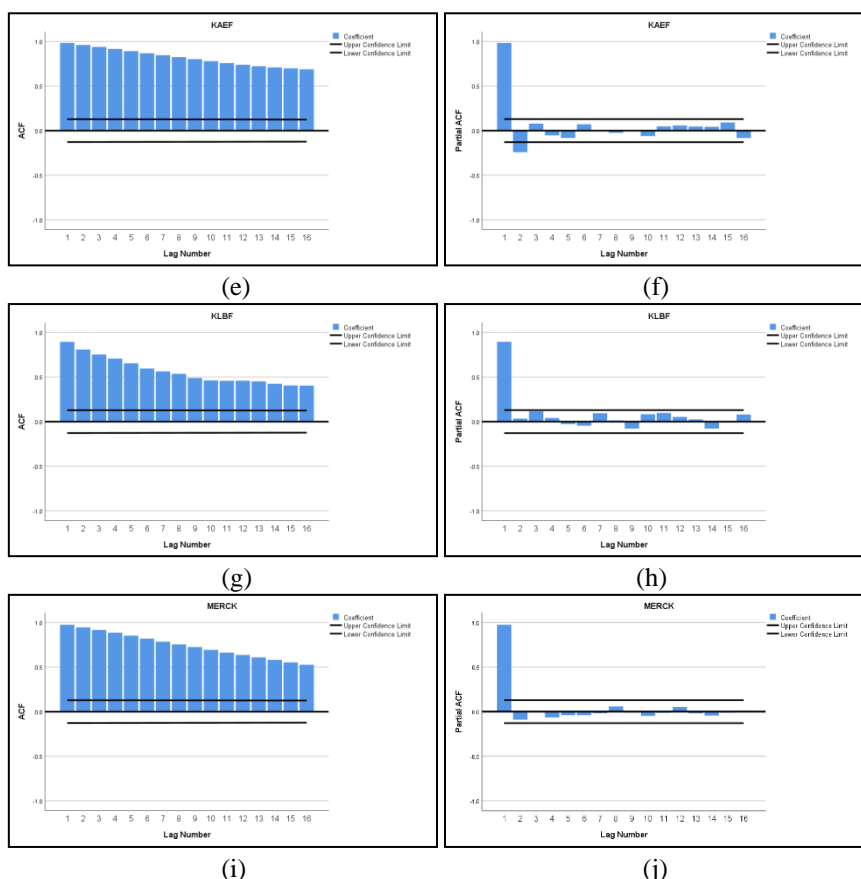 KAEF
Coefficient
Upper Confidence Limit
Lower Confidence Limit
1.0
0.5
0.0
-0.5
-1.0
ACF
1 2 3 4 5 6 7 8 9 10 11 12 13 14 15 16
Lag Number
(e)
KAEF
Coefficient
Upper Confidence Limit
Lower Confidence Limit
1.0
0.5
0.0
-0.5
-1.0
Partial ACF
1 2 3 4 5 6 7 8 9 10 11 12 13 14 15 16
Lag Number
(f)
KLBF
Coefficient
Upper Confidence Limit
Lower Confidence Limit
1.0
0.5
0.0
-0.5
-1.0
ACF
1 2 3 4 5 6 7 8 9 10 11 12 13 14 15 16
Lag Number
(g)
KLBF
Coefficient
Upper Confidence Limit
Lower Confidence Limit
1.0
0.5
0.0
-0.5
-1.0
Partial ACF
1 2 3 4 5 6 7 8 9 10 11 12 13 14 15 16
Lag Number
(h)
MERCK
Coefficient
Upper Confidence Limit
Lower Confidence Limit
1.0
0.5
0.0
-0.5
-1.0
ACF
1 2 3 4 5 6 7 8 9 10 11 12 13 14 15 16
Lag Number
(i)
MERCK
Coefficient
Upper Confidence Limit
Lower Confidence Limit
1.0
0.5
0.0
-0.5
-1.0
Partial ACF
1 2 3 4 5 6 7 8 9 10 11 12 13 14 15 16
Lag Number
(j)